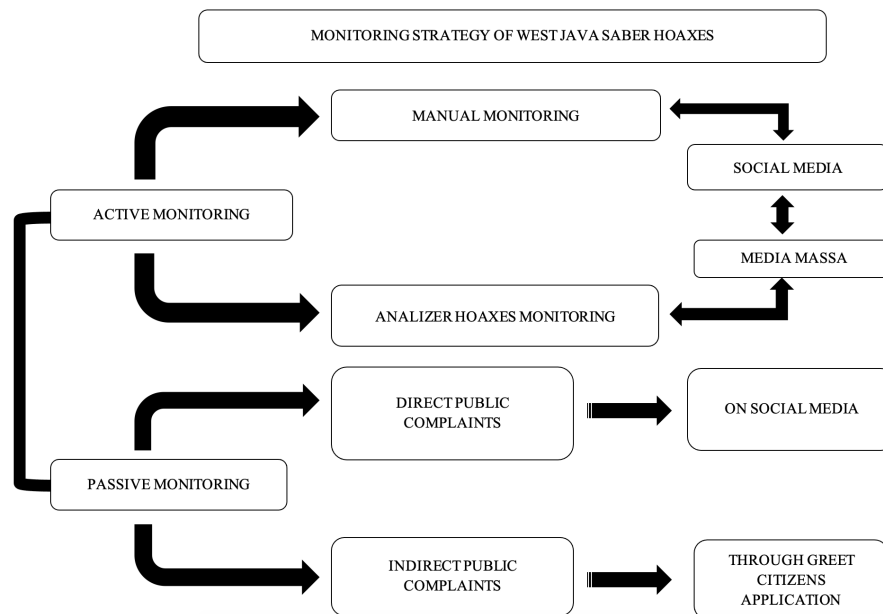 MONITORING STRATEGY OF WEST JAVA SABER HOAXES
MANUAL MONITORING
SOCIAL MEDIA
ACTIVE MONITORING
MEDIA MASSA
ANALIZER HOAXES MONITORING
DIRECT PUBLIC
COMPLAINTS
ON SOCIAL MEDIA
PASSIVE MONITORING
INDIRECT PUBLIC
COMPLAINTS
THROUGH GREET
CITIZENS
APPLICATION